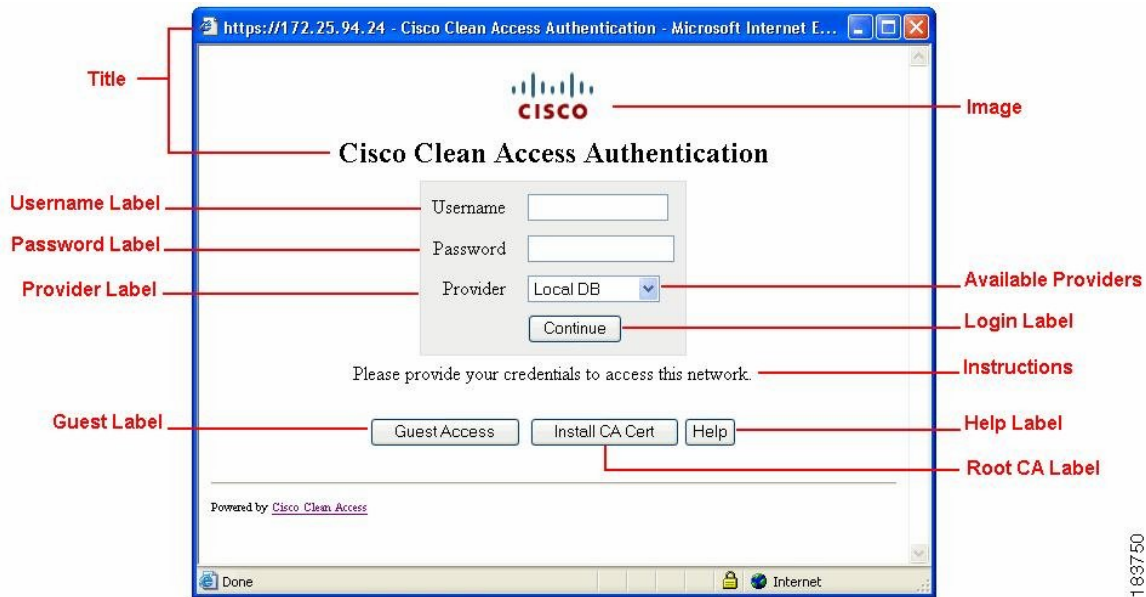 https://172.25.94.24 - Cisco Clean Access Authentication - Microsoft Internet E...
Title
CISCO
Image
Cisco Clean Access Authentication
Username Label
Username
Password Label
Password
Provider Label
Provider
Local DB
Available Providers
Continue
Login Label
Please provide your credentials to access this network.
Instructions
Guest Label
Guest Access
Install CA Cert
Help
Help Label
Root CA Label
Powered by Cisco Clean Access
Done
Internet
183750